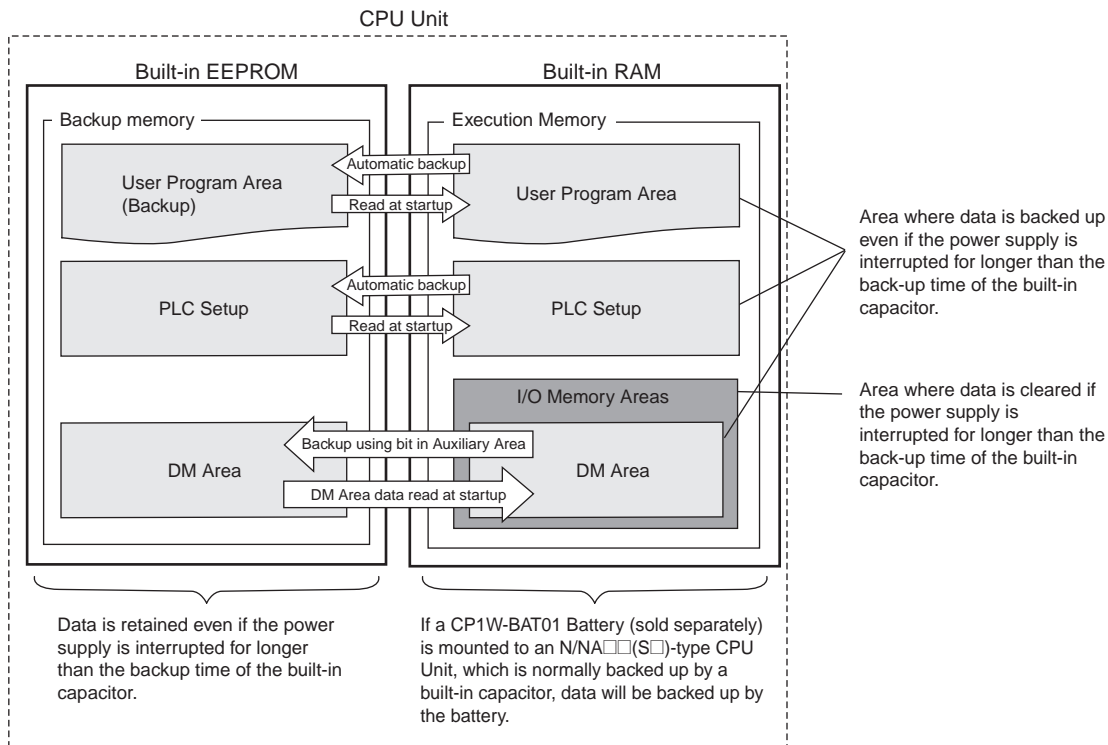 CPU Unit
Built-in EEPROM
Built-in RAM
Backup memory
Execution Memory
User Program Area
(Backup)
Automatic backup
Read at startup
User Program Area
PLC Setup
Automatic backup
Read at startup
PLC Setup
I/O Memory Areas
DM Area
Backup using bit in Auxiliary Area
DM Area data read at startup
DM Area
Area where data is backed up
even if the power supply is
interrupted for longer than the
back-up time of the built-in
capacitor.
Area where data is cleared if
the power supply is
interrupted for longer than the
back-up time of the built-in
capacitor.
Data is retained even if the power
supply is interrupted for longer
than the backup time of the built-in
capacitor.
If a CP1W-BAT01 Battery (sold separately)
is mounted to an N/NA□□(S□)-type CPU
Unit, which is normally backed up by a
built-in capacitor, data will be backed up by
the battery.